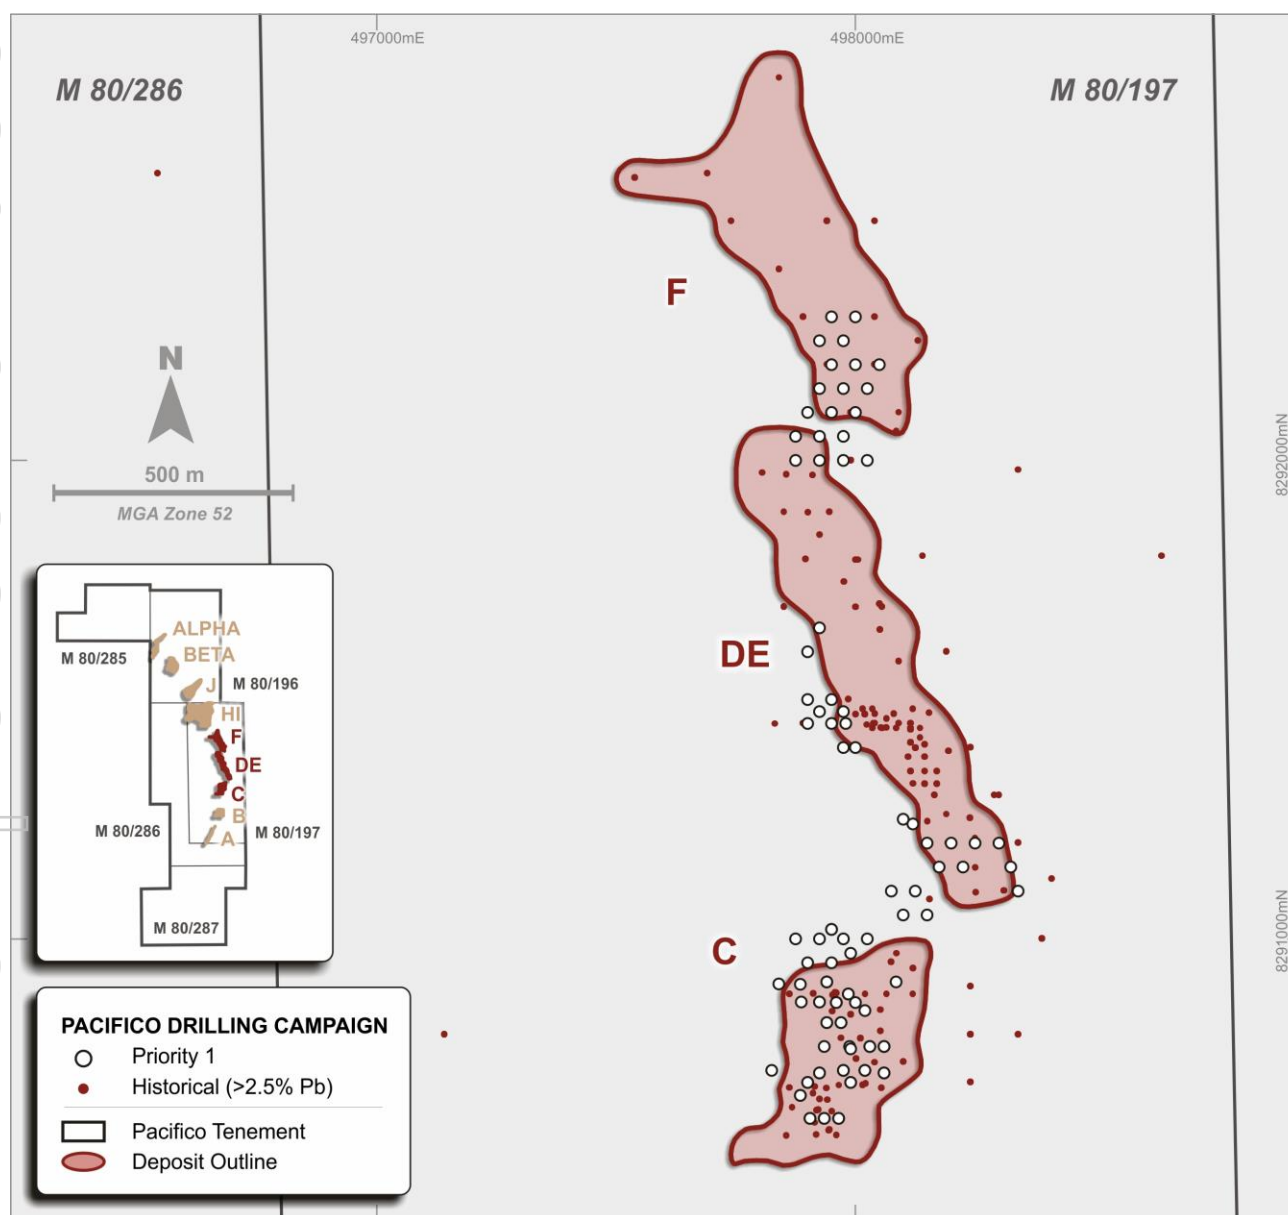 497000mE
498000mE
M 80/286
M 80/197
F
N
500 m
MGA Zone 52
8292000mN
DE
ALPHA
BETA
M 80/285
J
M 80/196
HI
F
DE
C
B
M 80/286
M 80/197
A
M 80/287
8291000mN
C
PACIFICO DRILLING CAMPAIGN
Priority 1
Historical (>2.5% Pb)
Pacifico Tenement
Deposit Outline